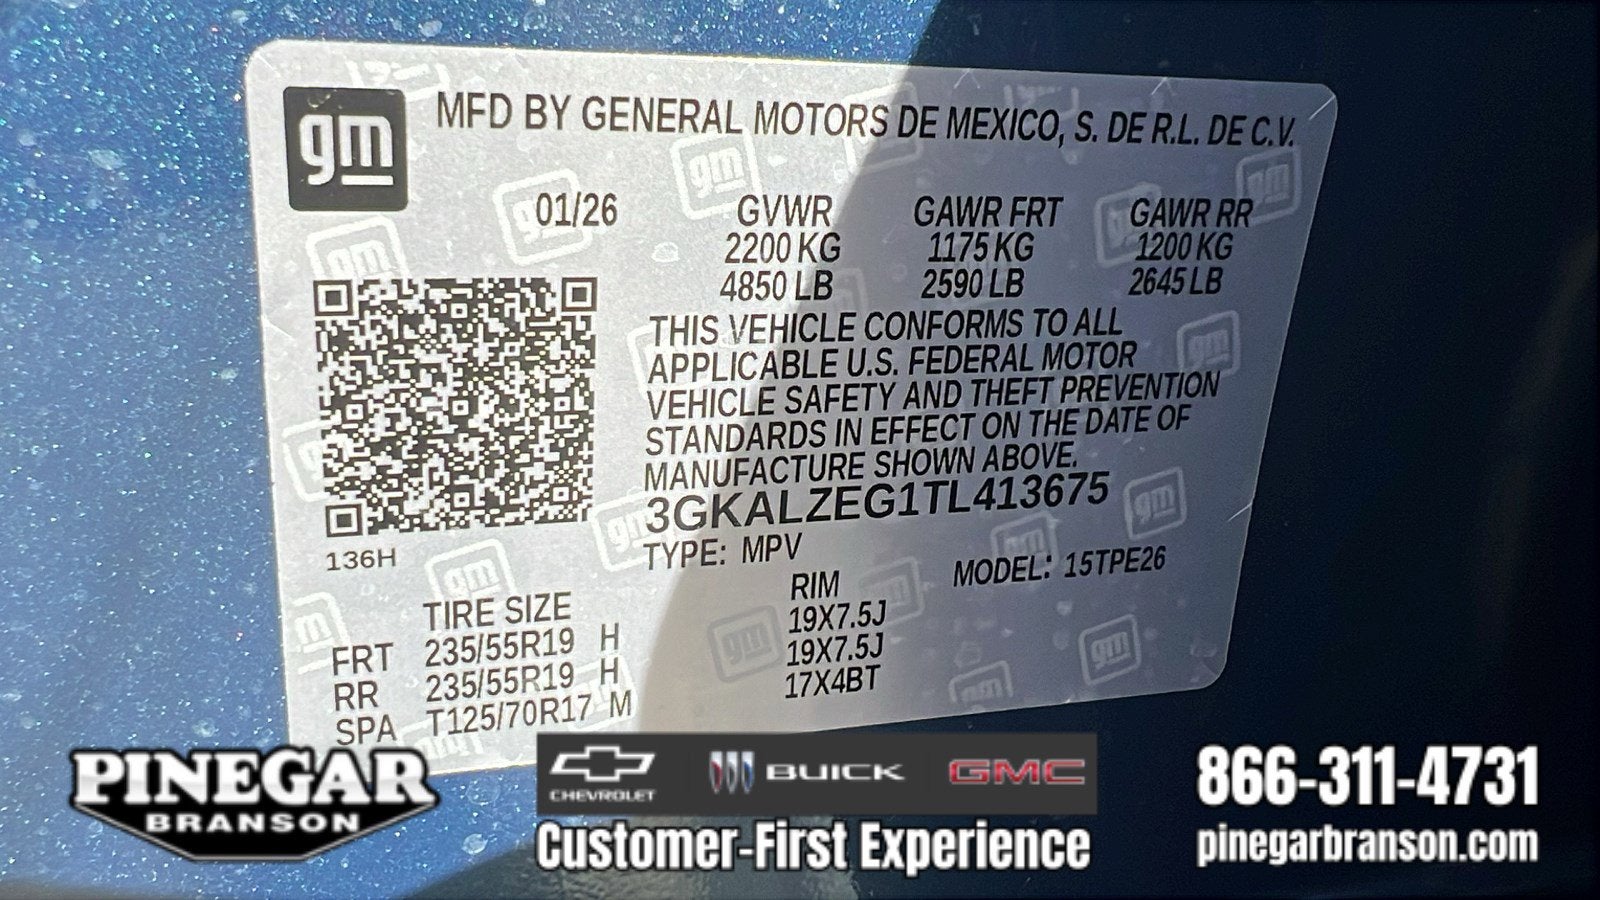 gm
MFD BY GENERAL MOTORS DE MEXICO, S. DE R.L. DE C.V.
01/26 GVWR GAWR FRT GAWR RR
2200 KG 1175 KG 1200 KG
4850 LB 2590 LB 2645 LB
THIS VEHICLE CONFORMS TO ALL
APPLICABLE U.S. FEDERAL MOTOR
VEHICLE SAFETY AND THEFT PREVENTION
STANDARDS IN EFFECT ON THE DATE OF
MANUFACTURE SHOWN ABOVE.
3GKALZEG1TL413675
136H
TYPE: MPV MODEL: 15TPE26
TIRE SIZE RIM
FRT 235/55R19 H 19X7.5J
RR 235/55R19 H 19X7.5J
SPA T125/70R17 M 17X4BT
PINEGAR
BRANSON
CHEVROLET BUICK GMC
Customer-First Experience
866-311-4731
pinegarbranson.com